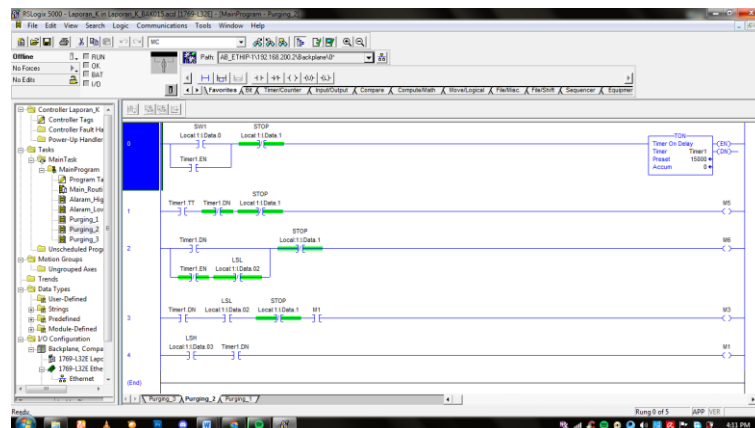 RSLogix 5000 - Laporan_K in Laporan_K_BAK015.acd [1769-L32E] - [MainProgram - Purging_2]
File Edit View Search Logic Communications Tools Window Help
MC
Offline
RUN
No Forces
OK
BAT
No Edits
I/O
Path: AB_ETHIP-1\192.168.200.2\Backplane\0*
Favorites Bit Timer/Counter Input/Output Compare Compute/Math Move/Logical File/Misc. File/Shift Sequencer Equipmer
Controller Laporan_K
Controller Tags
Controller Fault Ha
Power-Up Handler
Tasks
MainTask
MainProgram
Program Ta
Main_Routi
Alaram_Hig
Alaram_Low
Purging_1
Purging_2
Purging_3
Unscheduled Progr
Motion Groups
Ungrouped Axes
Trends
Data Types
User-Defined
Strings
Predefined
Module-Defined
I/O Configuration
Backplane, Compa
1769-L32E Lapo
1769-L32E Ethe
Ethernet
0
SW1
Local:1:I.Data.0
STOP
Local:1:I.Data.1
Timer1.EN
TON
Timer On Delay
Timer Timer1
Preset 15000
Accum 0
EN
DN
1
Timer1.TT
Timer1.DN
STOP
Local:1:I.Data.1
M5
2
Timer1.DN
STOP
Local:1:I.Data.1
M6
Timer1.EN
LSL
Local:1:I.Data.02
3
Timer1.DN
LSL
Local:1:I.Data.02
STOP
Local:1:I.Data.1
M1
M3
4
LSH
Local:1:I.Data.03
Timer1.DN
M1
(End)
Purging_3 Purging_2 Purging_1
Ready
Rung 0 of 5
APP
VER
4:11 PM